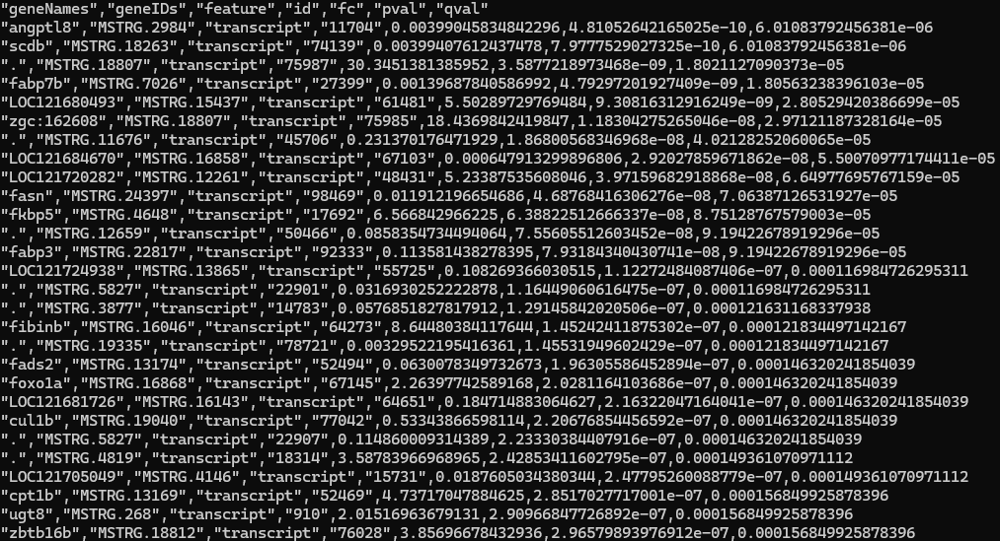 "geneNames","geneIDs","feature","id","fc","pval","qval"
"angptl8","MSTRG.2984","transcript","11704",0.00399045834842296,4.81052642165025e-10,6.01083792456381e-06
"scdb","MSTRG.18263","transcript","74139",0.00399407612437478,7.9777529027325e-10,6.01083792456381e-06
".","MSTRG.18807","transcript","75987",30.3451381385952,3.5877218973468e-09,1.8021127090373e-05
"fabp7b","MSTRG.7026","transcript","27399",0.00139687840586992,4.79297201927409e-09,1.80563238396103e-05
"LOC121680493","MSTRG.15437","transcript","61481",5.50289729769484,9.30816312916249e-09,2.80529420386699e-05
"zgc:162608","MSTRG.18807","transcript","75985",18.4369842419847,1.18304275265046e-08,2.97121187328164e-05
".","MSTRG.11676","transcript","45706",0.231370176471929,1.86800568346968e-08,4.02128252060065e-05
"LOC121684670","MSTRG.16858","transcript","67103",0.000647913299896806,2.92027859671862e-08,5.50070977174411e-05
"LOC121720282","MSTRG.12261","transcript","48431",5.23387535608046,3.97159682918868e-08,6.64977695767159e-05
"fasn","MSTRG.24397","transcript","98469",0.011912196654686,4.68768416306276e-08,7.06387126531927e-05
"fkbp5","MSTRG.4648","transcript","17692",6.566842966225,6.38822512666337e-08,8.75128767579003e-05
".","MSTRG.12659","transcript","50466",0.0858354734494064,7.55605512603452e-08,9.19422678919296e-05
"fabp3","MSTRG.22817","transcript","92333",0.113581438278395,7.93184340430741e-08,9.19422678919296e-05
"LOC121724938","MSTRG.13865","transcript","55725",0.108269366030515,1.12272484087406e-07,0.000116984726295311
".","MSTRG.5827","transcript","22901",0.0316930252222878,1.16449060616475e-07,0.000116984726295311
".","MSTRG.3877","transcript","14783",0.0576851827817912,1.29145842020506e-07,0.000121631168337938
"fibinb","MSTRG.16046","transcript","64273",8.64480384117644,1.45242411875302e-07,0.000121834497142167
".","MSTRG.19335","transcript","78721",0.00329522195416361,1.45531949602429e-07,0.000121834497142167
"fads2","MSTRG.13174","transcript","52494",0.0630078349732673,1.96305586452894e-07,0.000146320241854039
"foxo1a","MSTRG.16868","transcript","67145",2.26397742589168,2.0281164103686e-07,0.000146320241854039
"LOC121681726","MSTRG.16143","transcript","64651",0.184714883064627,2.16322047164041e-07,0.000146320241854039
"cul1b","MSTRG.19040","transcript","77042",0.53343866598114,2.20676854456592e-07,0.000146320241854039
".","MSTRG.5827","transcript","22907",0.114860009314389,2.23330384407916e-07,0.000146320241854039
".","MSTRG.4819","transcript","18314",3.58783966968965,2.42853411602795e-07,0.000149361070971112
"LOC121705049","MSTRG.4146","transcript","15731",0.0187605034380344,2.47795260088779e-07,0.000149361070971112
"cpt1b","MSTRG.13169","transcript","52469",4.73717047884625,2.8517027717001e-07,0.000156849925878396
"ugt8","MSTRG.268","transcript","910",2.01516963679131,2.90966847726892e-07,0.000156849925878396
"zbtb16b","MSTRG.18812","transcript","76028",3.85696678432936,2.96579893976912e-07,0.000156849925878396